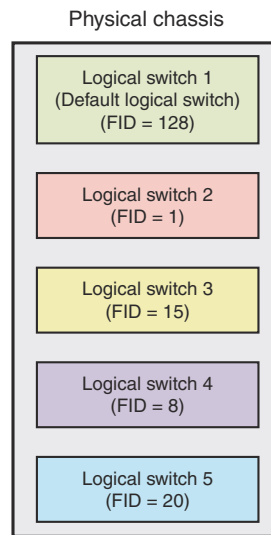 Physical chassis
Logical switch 1
(Default logical switch)
(FID = 128)
Logical switch 2
(FID = 1)
Logical switch 3
(FID = 15)
Logical switch 4
(FID = 8)
Logical switch 5
(FID = 20)